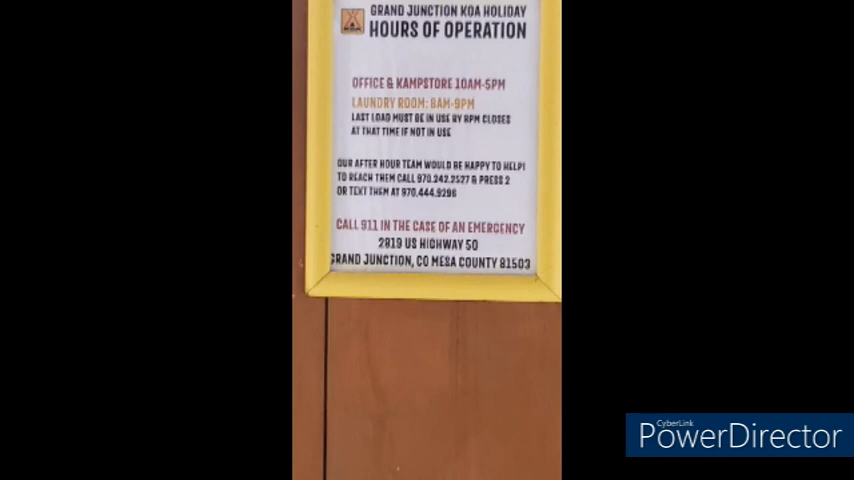 GRAND JUNCTION KOA HOLIDAY
HOURS OF OPERATION
OFFICE & KAMPSTORE 10AM-5PM
LAUNDRY ROOM: 8AM-9PM
LAST LOAD MUST BE IN USE BY 8PM CLOSES
AT THAT TIME IF NOT IN USE
OUR AFTER HOUR TEAM WOULD BE HAPPY TO HELP!
TO REACH THEM CALL 970.242.2527 & PRESS 2
OR TEXT THEM AT 970.444.9296
CALL 911 IN THE CASE OF AN EMERGENCY
2819 US HIGHWAY 50
GRAND JUNCTION, CO MESA COUNTY 81503
CyberLink
PowerDirector